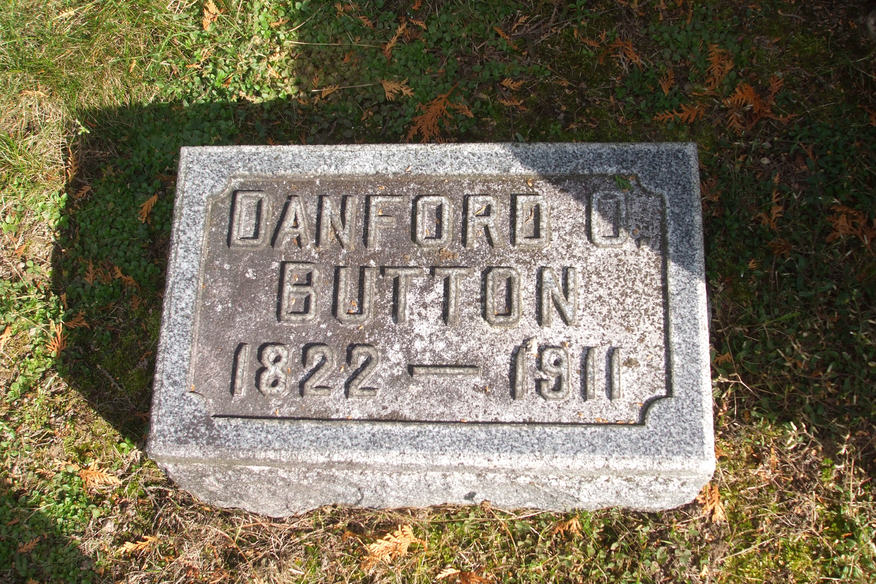 DANFORD O.
BUTTON
1822 — 1911